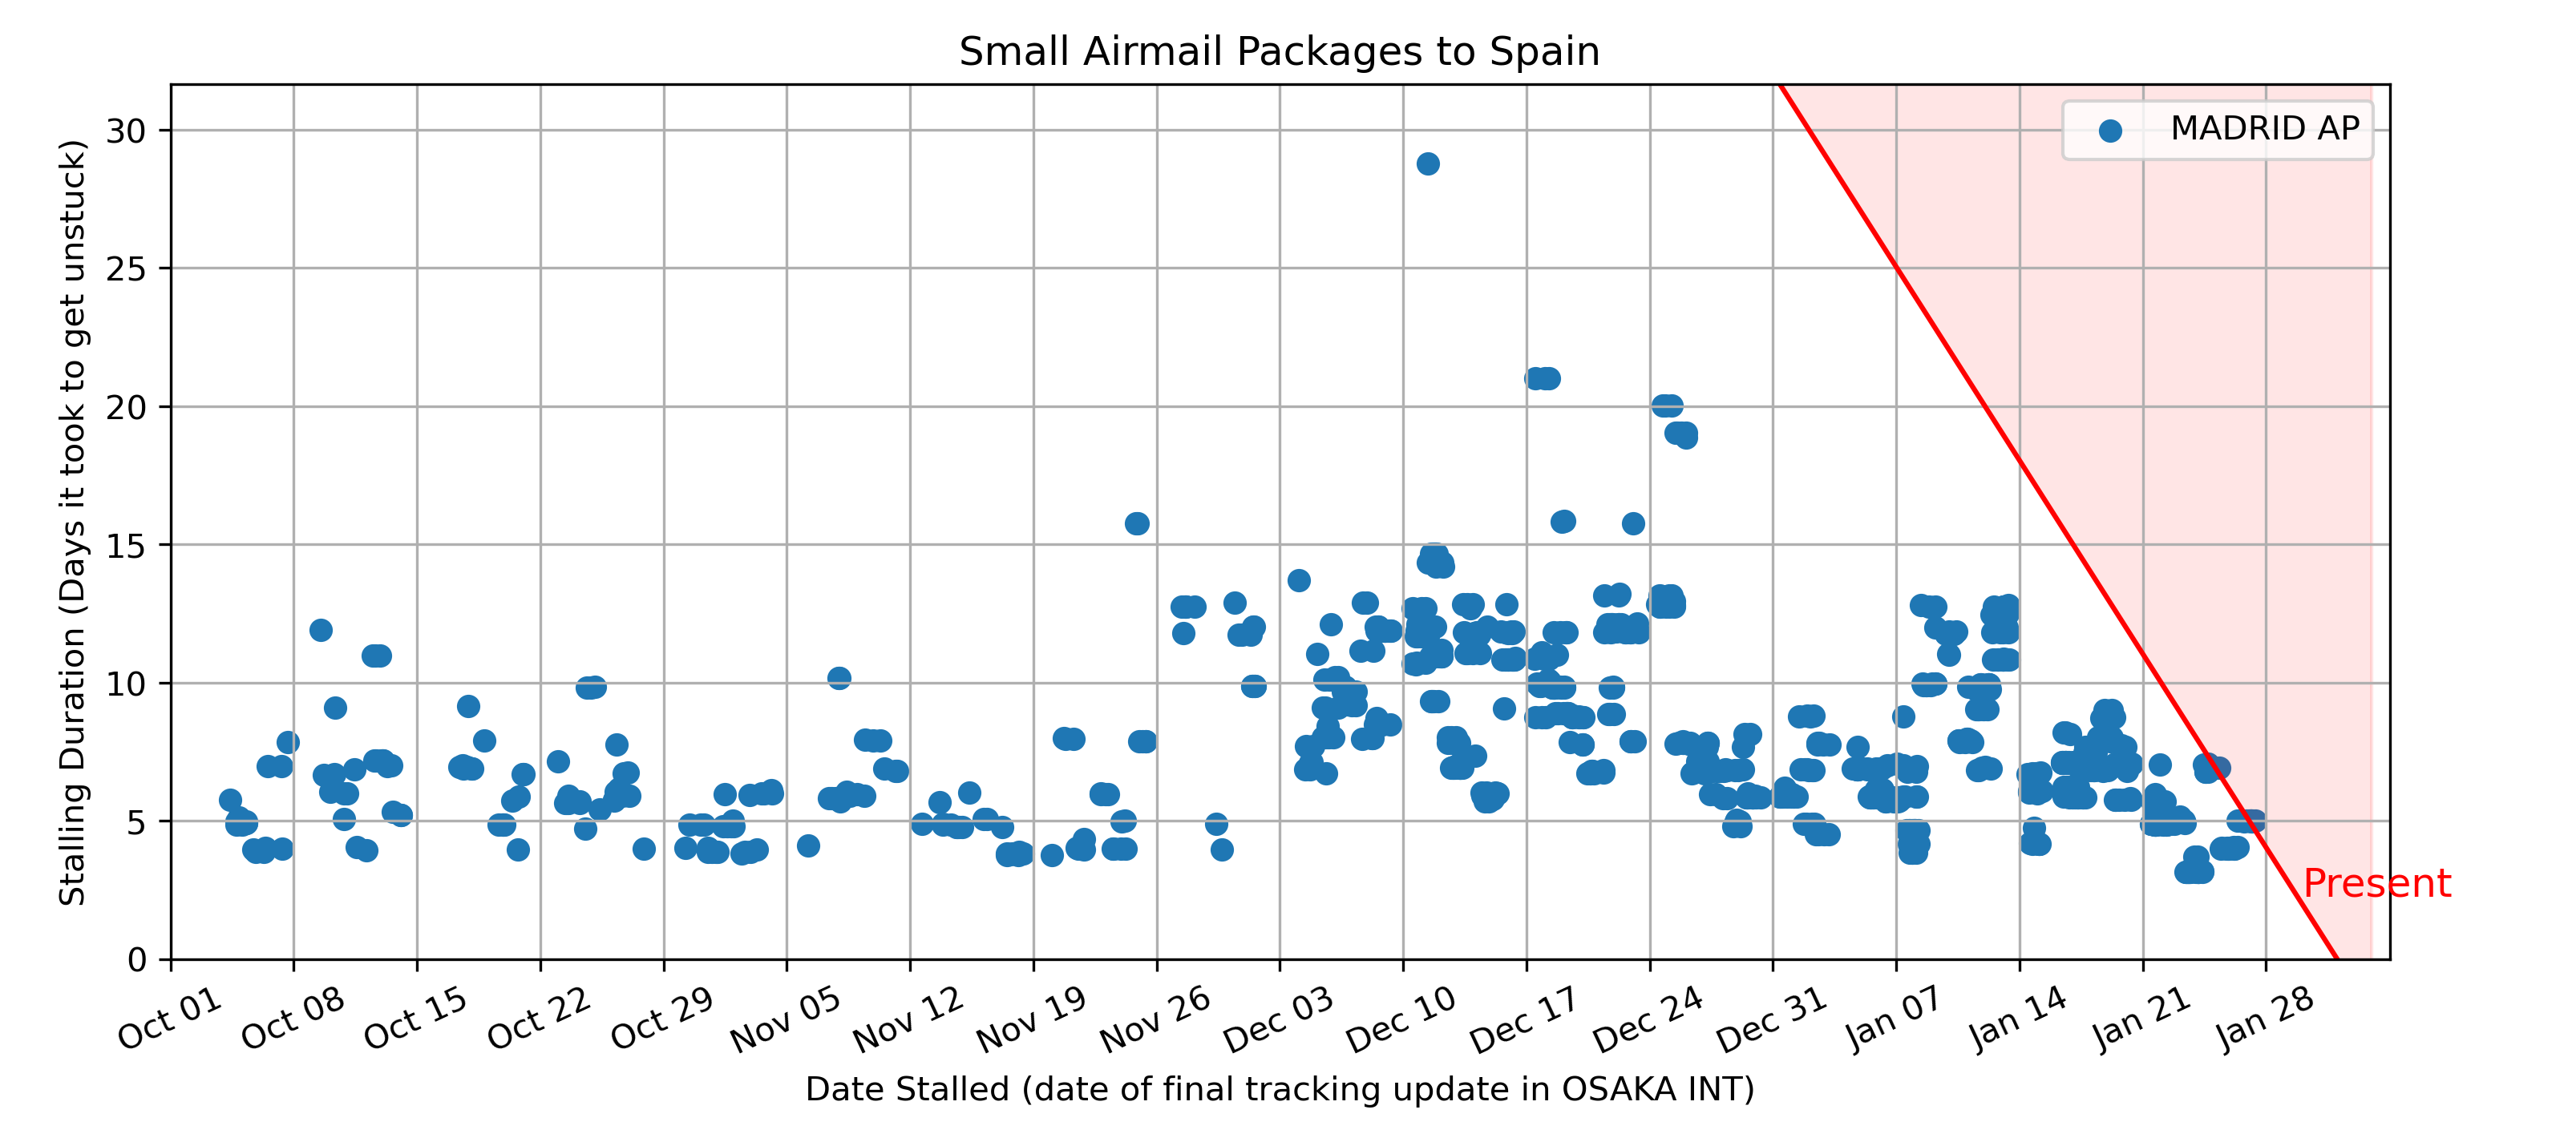 Small Airmail Packages to Spain
MADRID AP
Stalling Duration (Days it took to get unstuck)
30
25
20
15
10
5
0
Present
Oct 01
Oct 08
Oct 15
Oct 22
Oct 29
Nov 05
Nov 12
Nov 19
Nov 26
Dec 03
Dec 10
Dec 17
Dec 24
Dec 31
Jan 07
Jan 14
Jan 21
Jan 28
Date Stalled (date of final tracking update in OSAKA INT)